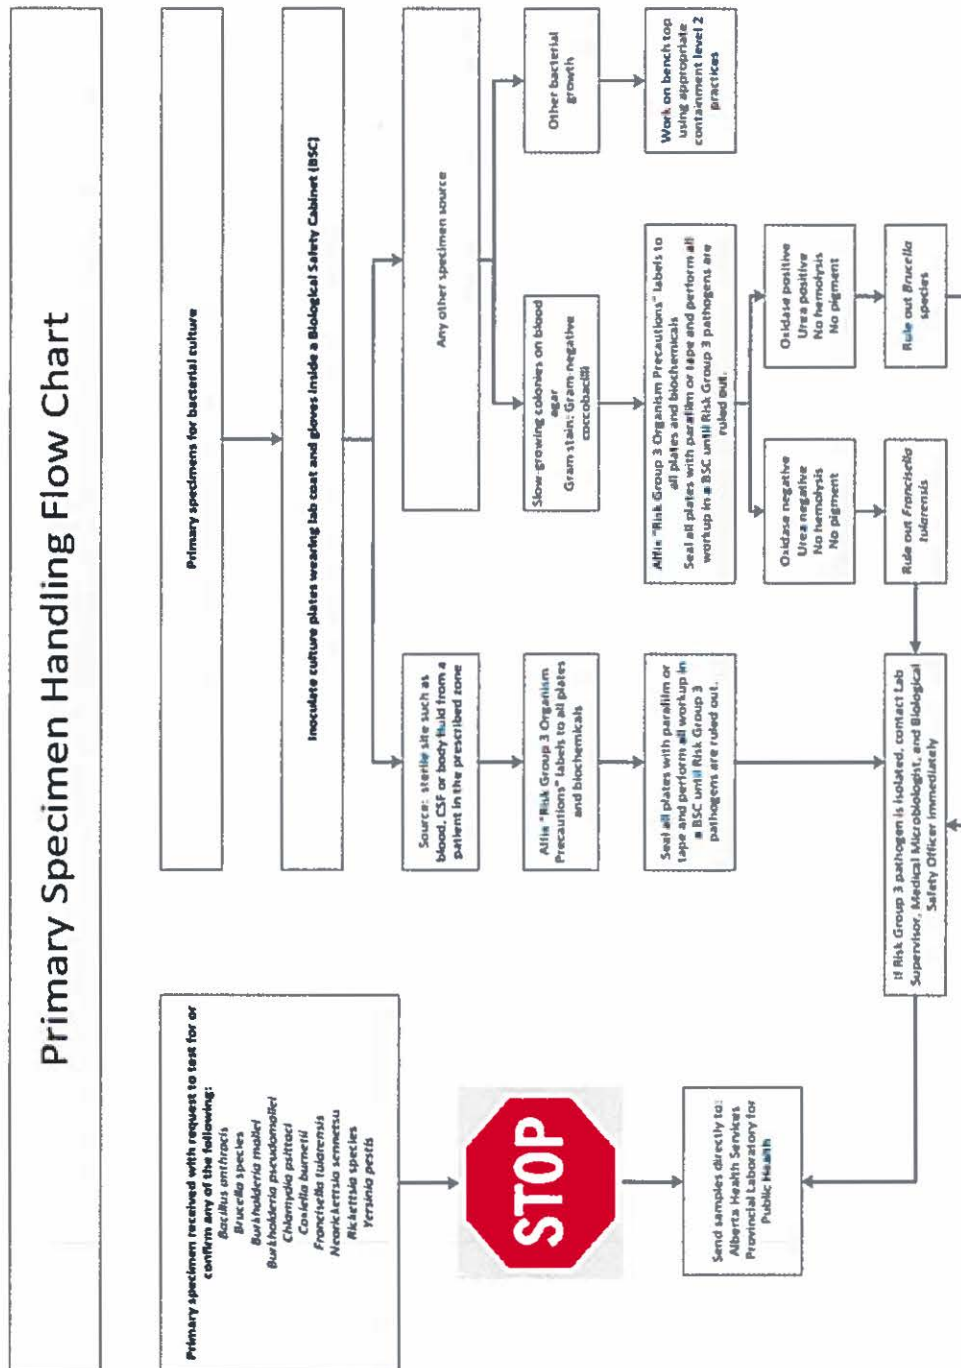 Primary Specimen Handling Flow Chart
Primary specimen received with request to test for or
confirm any of the following:
Bacillus anthracis
Brucella species
Burkholderia mallei
Burkholderia pseudomallei
Chlamydia psittaci
Coxiella burnetii
Francisella tularensis
Neorickettsia sennetsu
Rickettsia species
Yersinia pestis
STOP
Send samples directly to:
Alberta Health Services
Provincial Laboratory for
Public Health
Primary specimens for bacterial culture
Inoculate culture plates wearing lab coat and gloves inside a Biological Safety Cabinet (BSC)
Source: sterile site such as
blood, CSF or body fluid from a
patient in the prescribed zone
Affix "Risk Group 3 Organism
Precautions" labels to all plates
and biochemicals
Seal all plates with parafilm or
tape and perform all workup in
a BSC until Risk Group 3
pathogens are ruled out.
If Risk Group 3 pathogen is isolated, contact Lab
Supervisor, Medical Microbiologist, and Biological
Safety Officer immediately
Any other specimen source
Slow-growing colonies on blood
agar
Gram stain: Gram-negative
coccobacilli
Affix "Risk Group 3 Organism Precautions" labels to
all plates and biochemicals
Seal all plates with parafilm or tape and perform all
workup in a BSC until Risk Group 3 pathogens are
ruled out.
Oxidase negative
Urea negative
No hemolysis
No pigment
Rule out Francisella
tularensis
Oxidase positive
Urea positive
No hemolysis
No pigment
Rule out Brucella
species
Other bacterial
growth
Work on bench top
using appropriate
containment level 2
practices